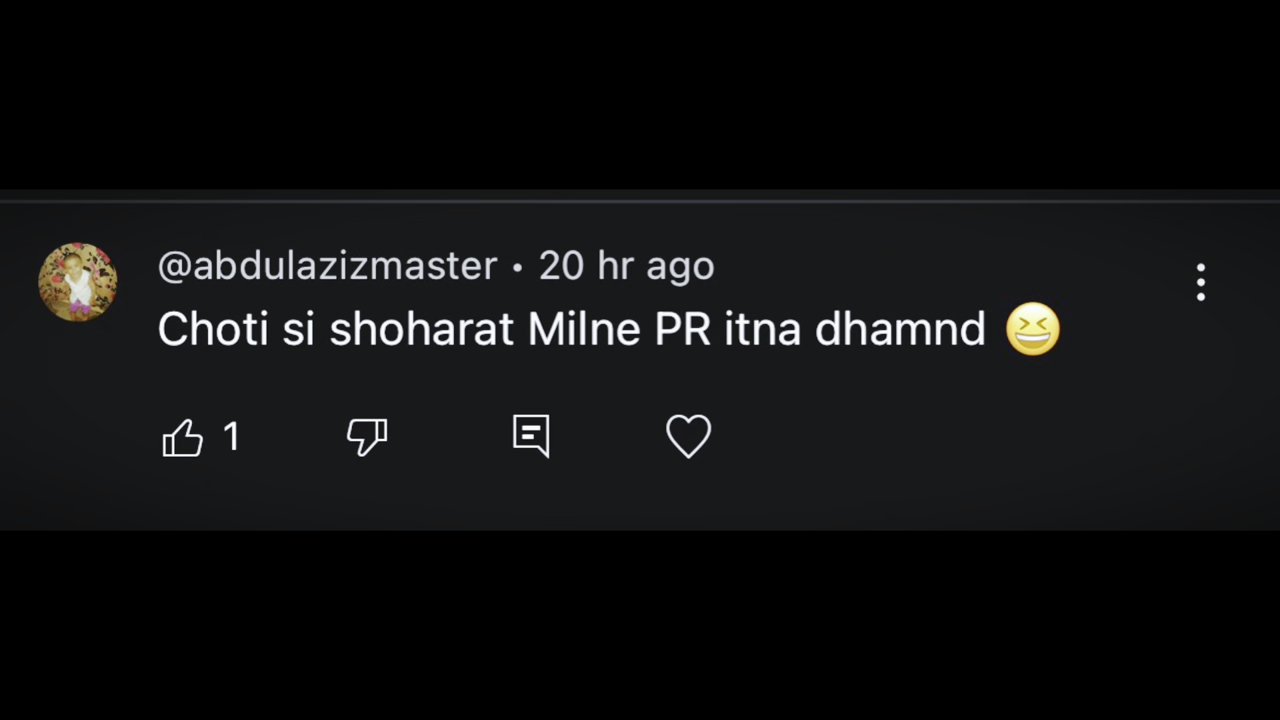 @abdulazizmaster • 20 hr ago
Choti si shoharat Milne PR itna dhamnd 😆
1